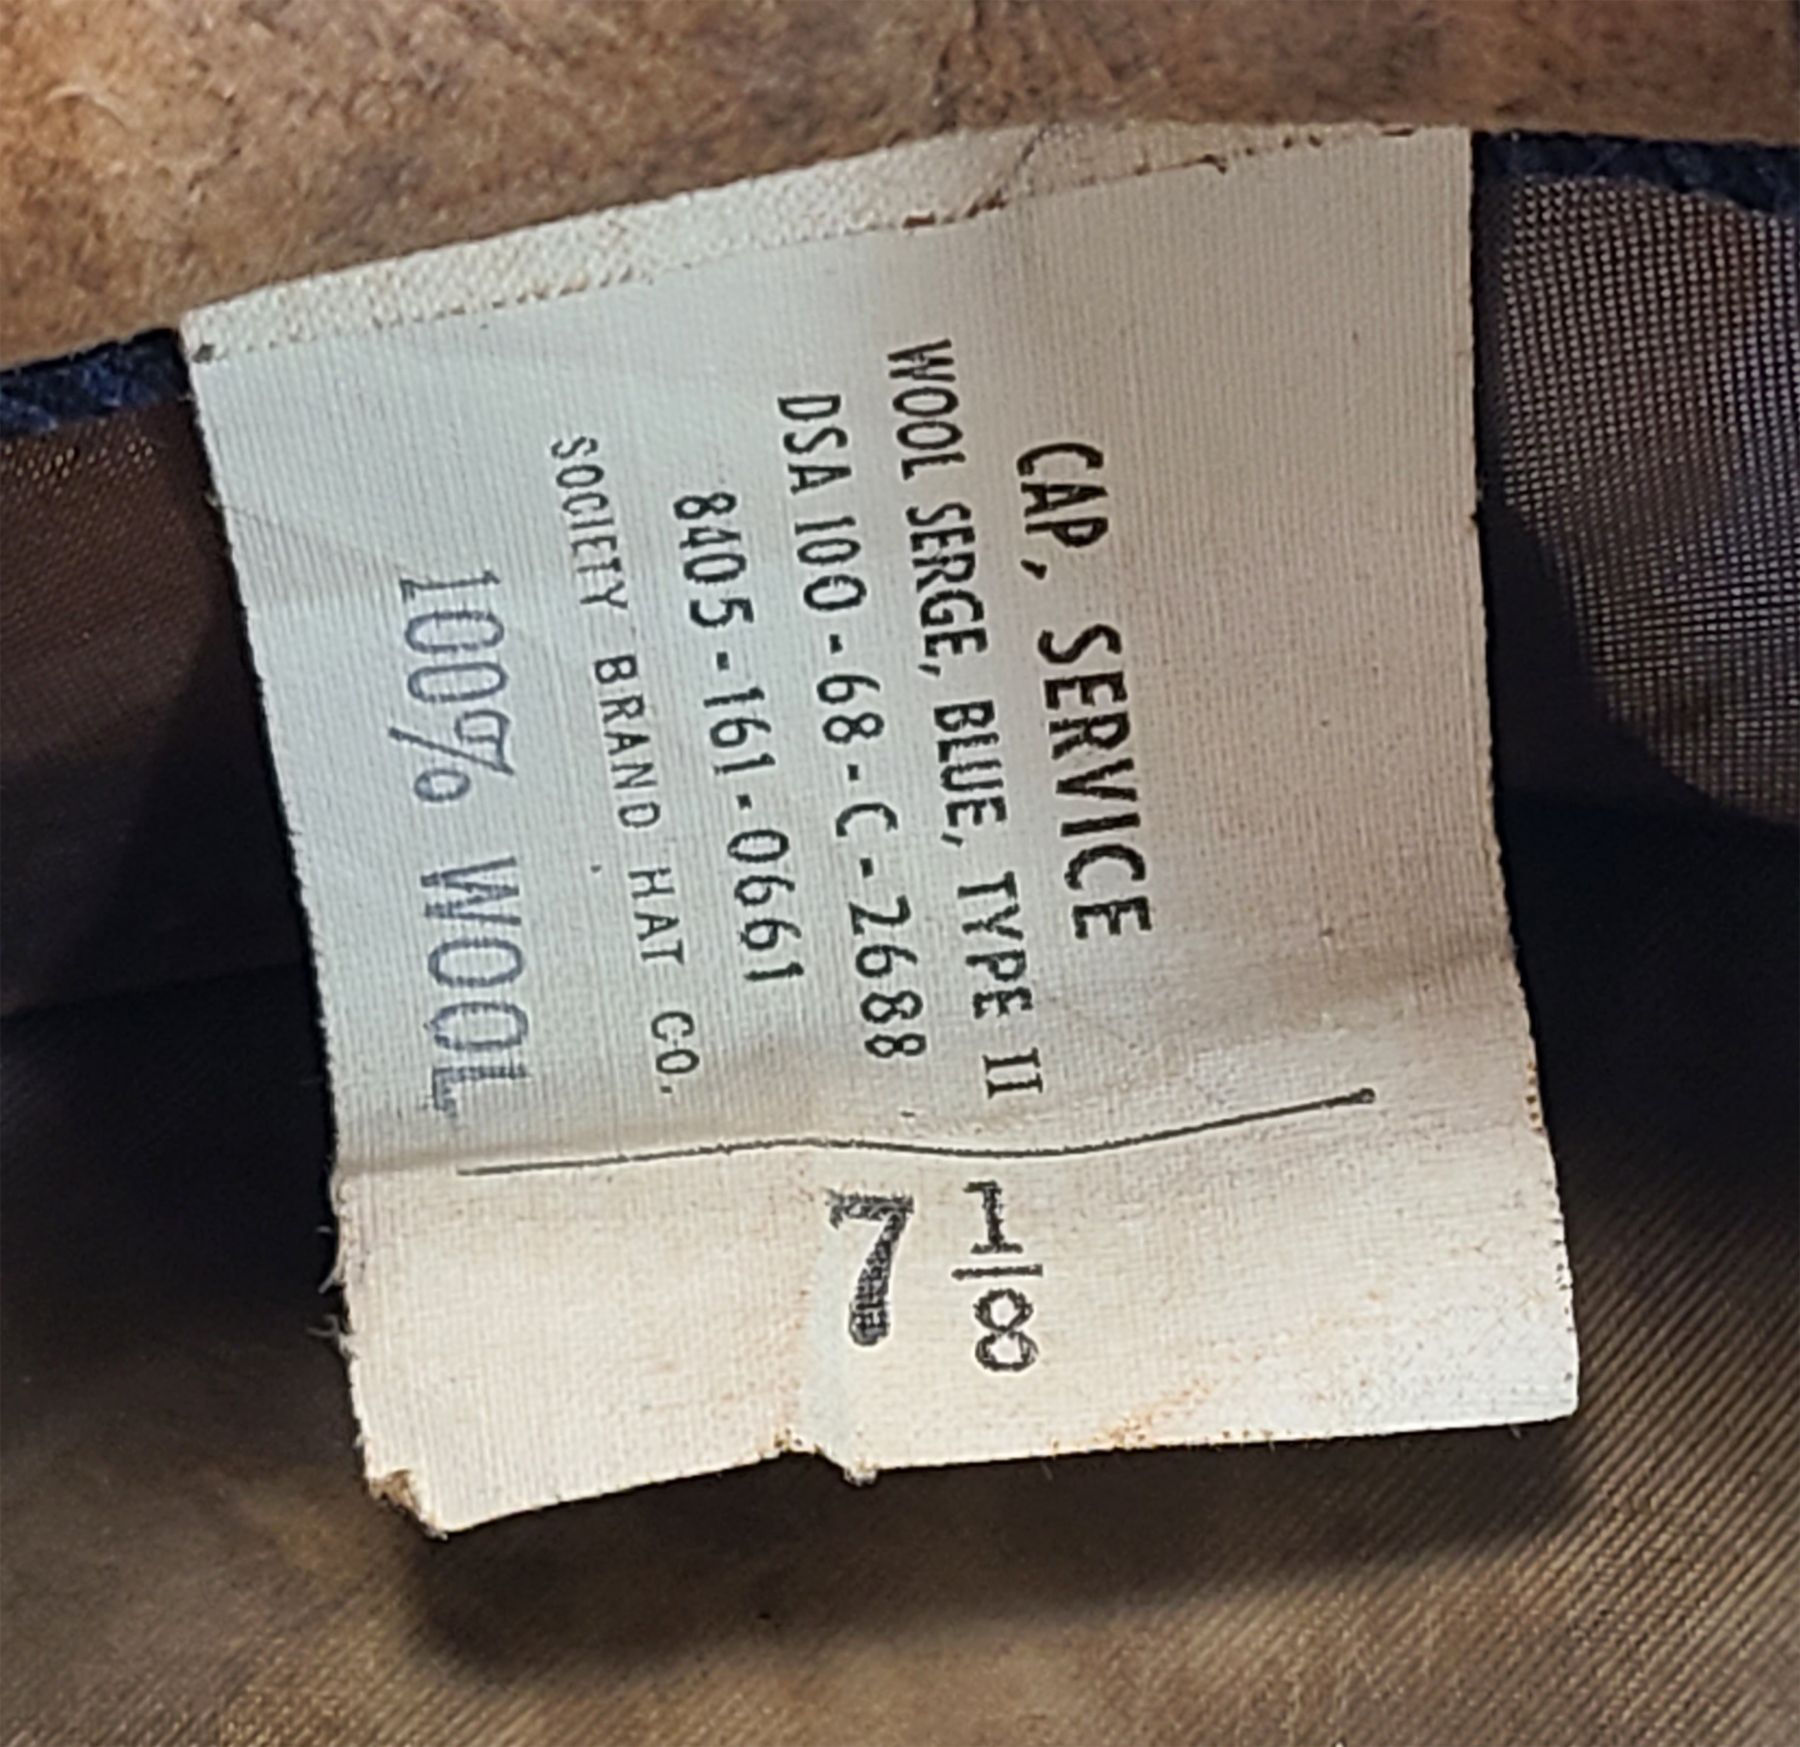 CAP, SERVICE
WOOL SERGE, BLUE, TYPE II
DSA 100-68-C-2688
8405-161-0661
SOCIETY BRAND HAT CO.
100% WOOL
7 1/8